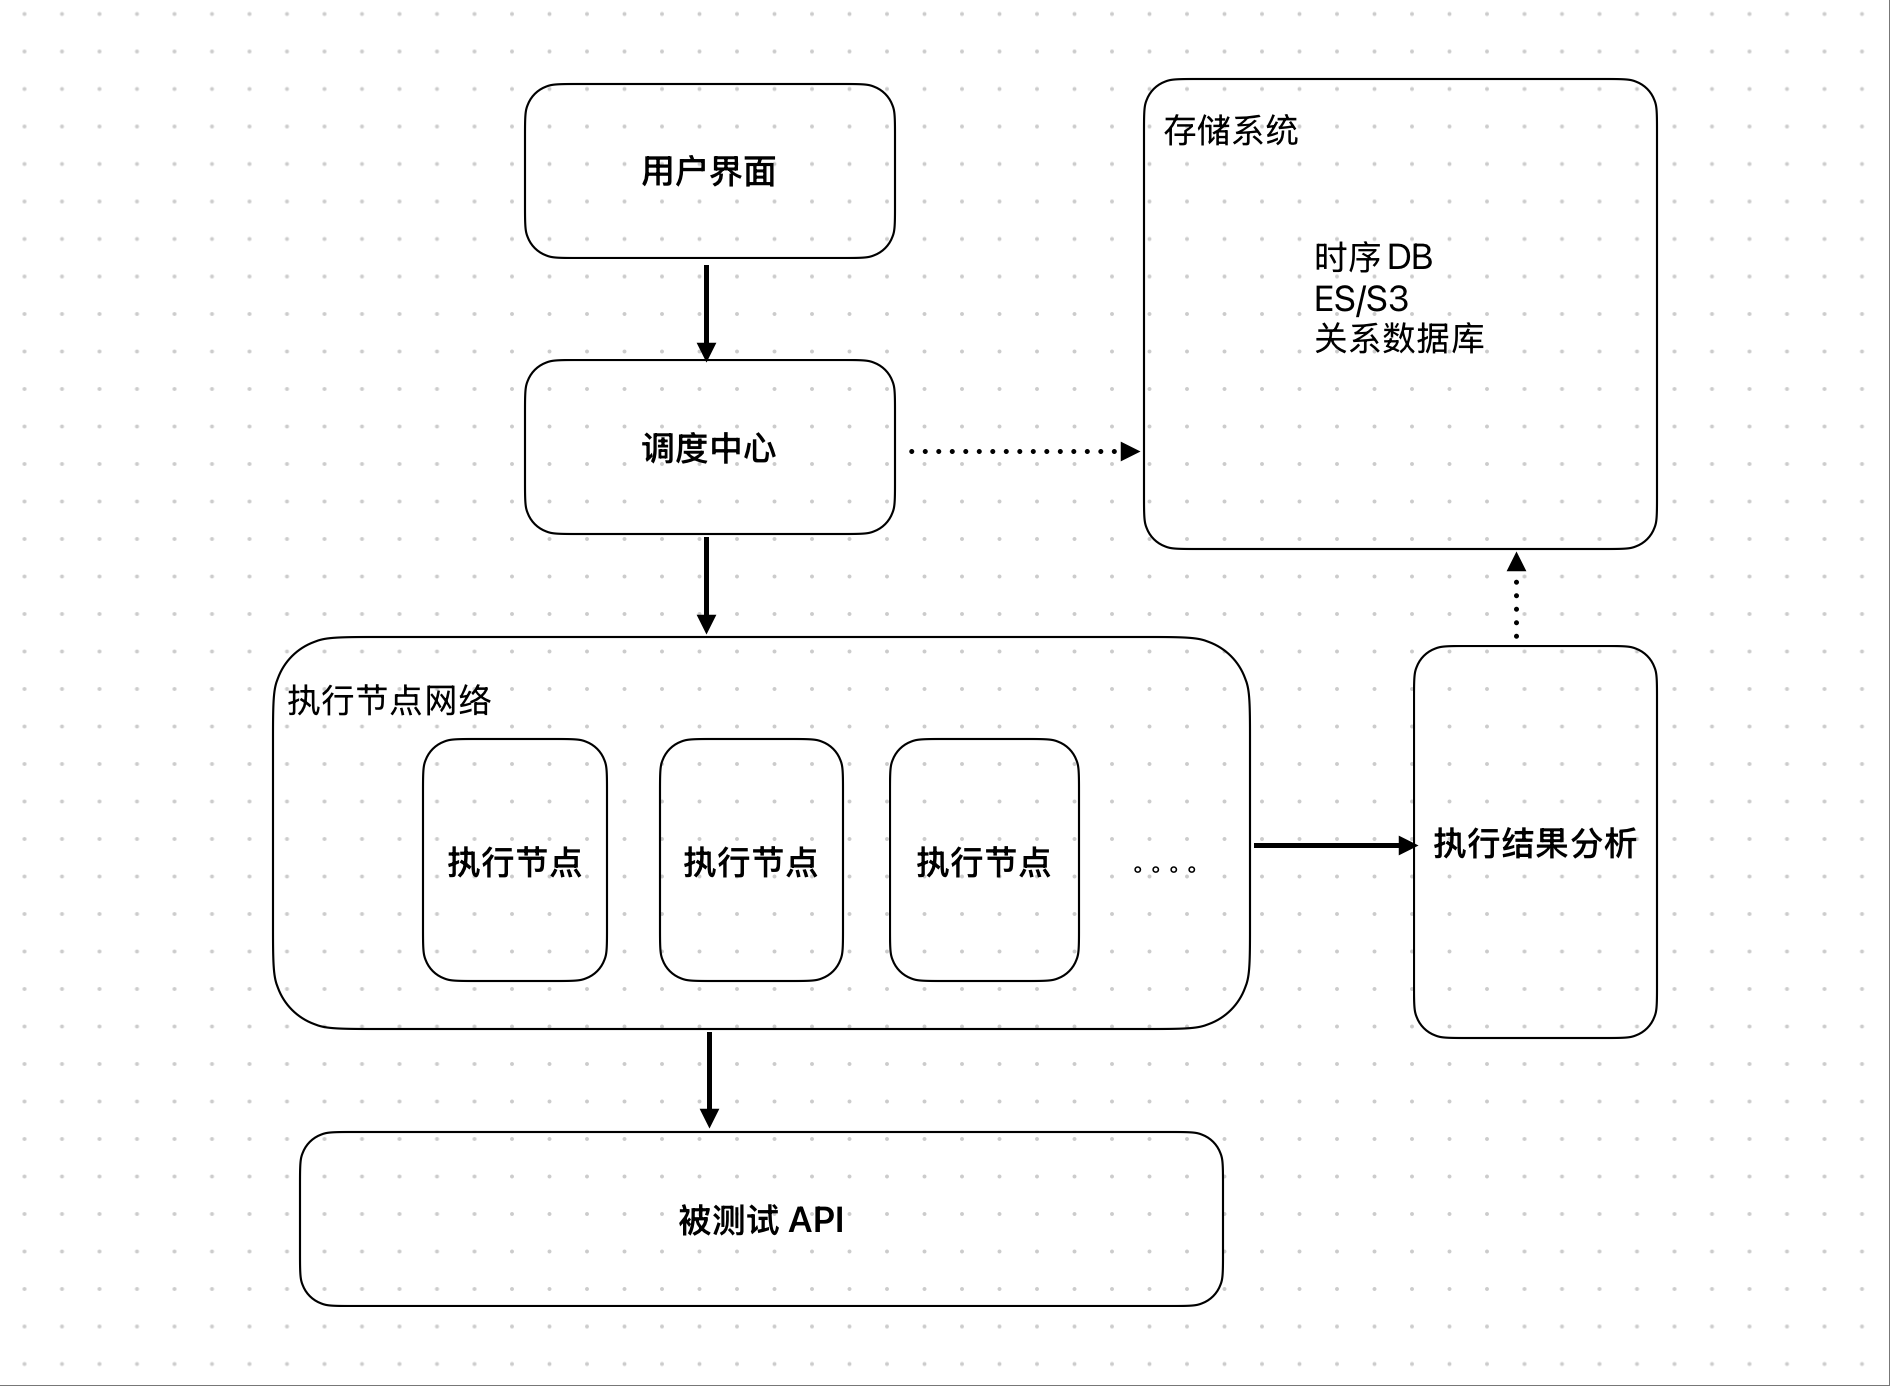 用户界面
存储系统
时序 DB
ES/S3
关系数据库
调度中心
执行节点网络
执行节点
执行节点
执行节点
。。。。
执行结果分析
被测试 API